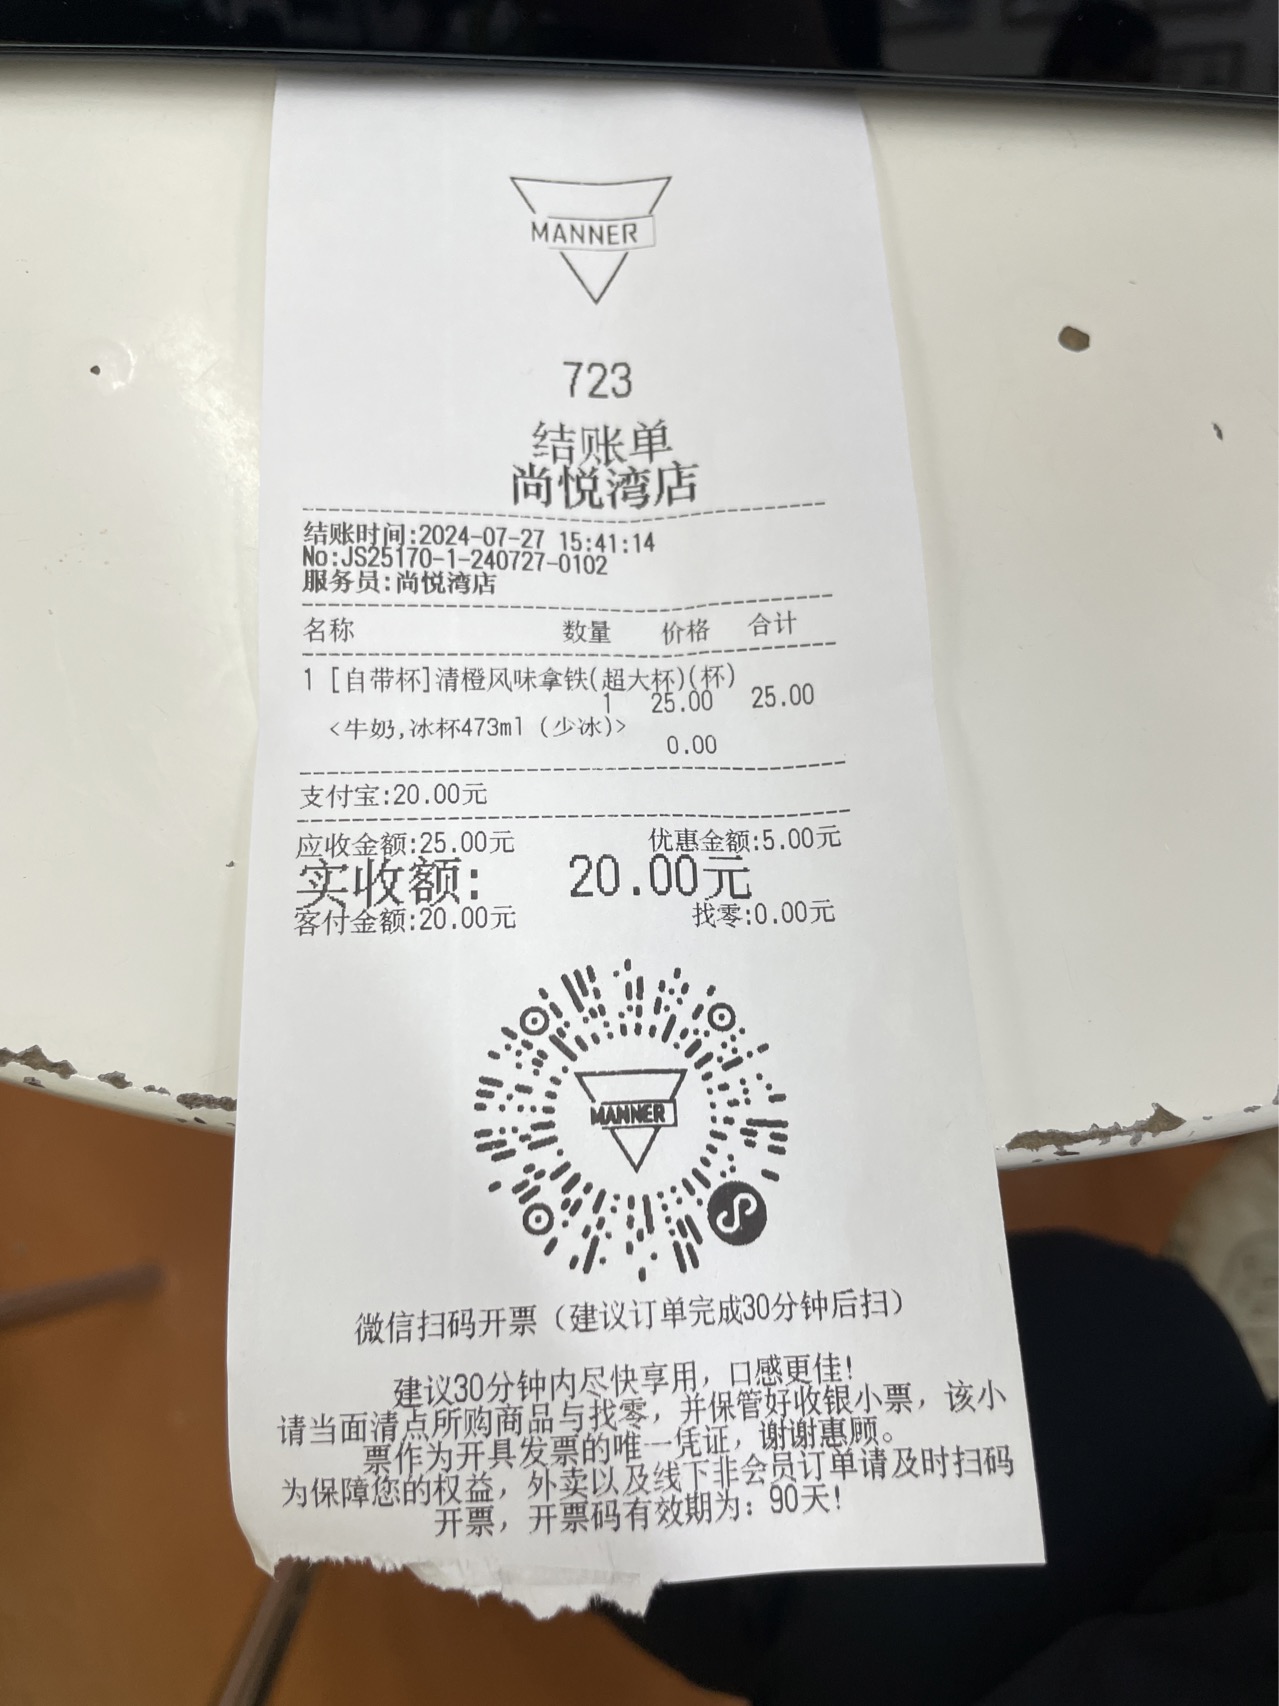 MANNER
723
结账单
尚悦湾店
结账时间:2024-07-27 15:41:14
No:JS25170-1-240727-0102
服务员:尚悦湾店
名称 数量 价格 合计
1 [自带杯]清橙风味拿铁(超大杯)(杯)
1 25.00 25.00
<牛奶,冰杯473ml (少冰)>
0.00
支付宝:20.00元
应收金额:25.00元 优惠金额:5.00元
实收额: 20.00元
客付金额:20.00元 找零:0.00元
MANNER
微信扫码开票（建议订单完成30分钟后扫）
建议30分钟内尽快享用，口感更佳!
请当面清点所购商品与找零，并保管好收银小票，该小
票作为开具发票的唯一凭证，谢谢惠顾。
为保障您的权益，外卖以及线下非会员订单请及时扫码
开票，开票码有效期为：90天!